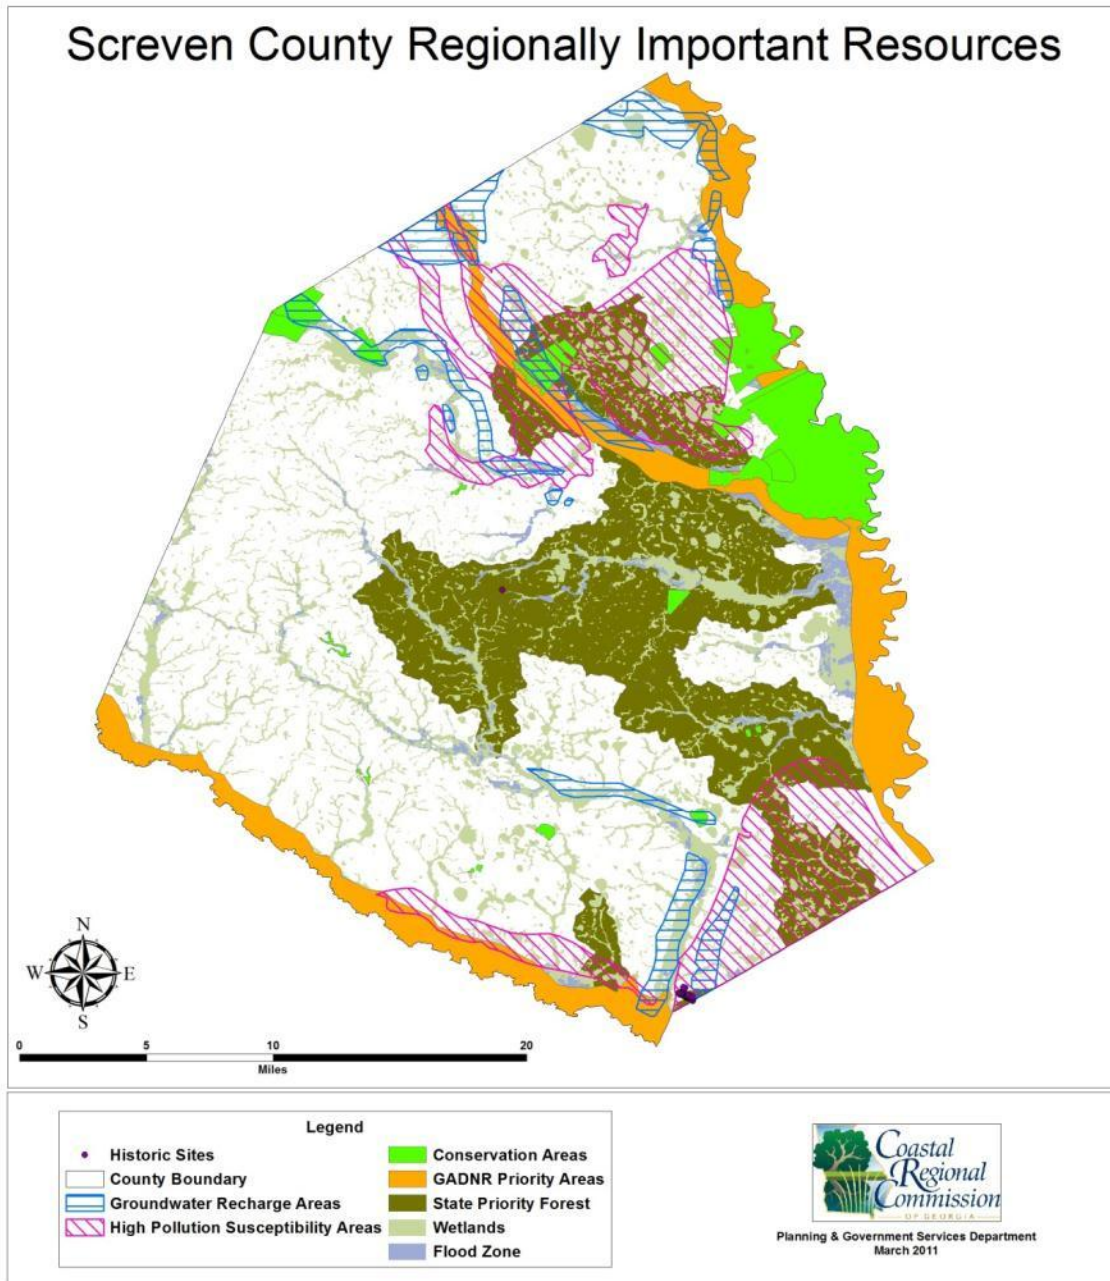 Screven County Regionally Important Resources
N
W E
S
0 5 10 20
Miles
Legend
Historic Sites
County Boundary
Groundwater Recharge Areas
High Pollution Susceptibility Areas
Conservation Areas
GADNR Priority Areas
State Priority Forest
Wetlands
Flood Zone
Coastal
Regional
Commission
OF GEORGIA
Planning & Government Services Department
March 2011